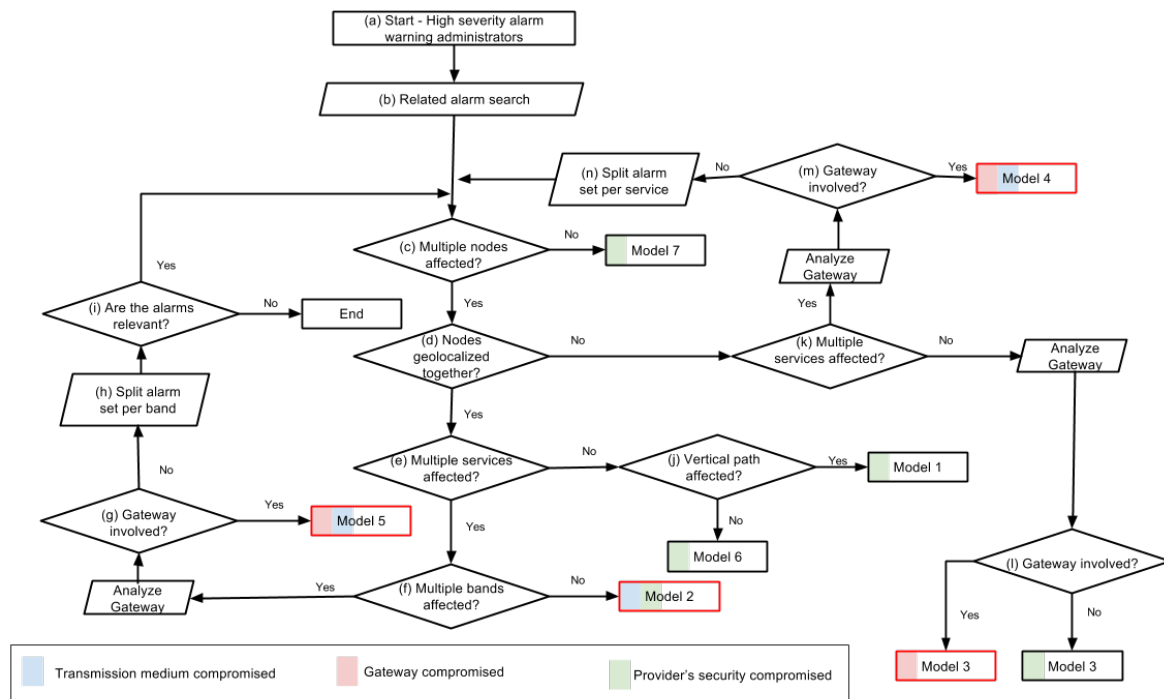 (a) Start - High severity alarm
warning administrators
(b) Related alarm search
(n) Split alarm
set per service
No
(m) Gateway
involved?
Yes
Model 4
(c) Multiple nodes
affected?
No
Model 7
Analyze
Gateway
Yes
Yes
(i) Are the alarms
relevant?
No
End
Yes
(d) Nodes
geolocalized
together?
No
(k) Multiple
services affected?
No
Analyze
Gateway
(h) Split alarm
set per band
Yes
(e) Multiple services
affected?
No
(j) Vertical path
affected?
Yes
Model 1
No
(g) Gateway
involved?
Yes
Model 5
Yes
No
Model 6
(l) Gateway involved?
Analyze
Gateway
Yes
(f) Multiple bands
affected?
No
Model 2
Yes
No
Model 3
Model 3
Transmission medium compromised
Gateway compromised
Provider's security compromised